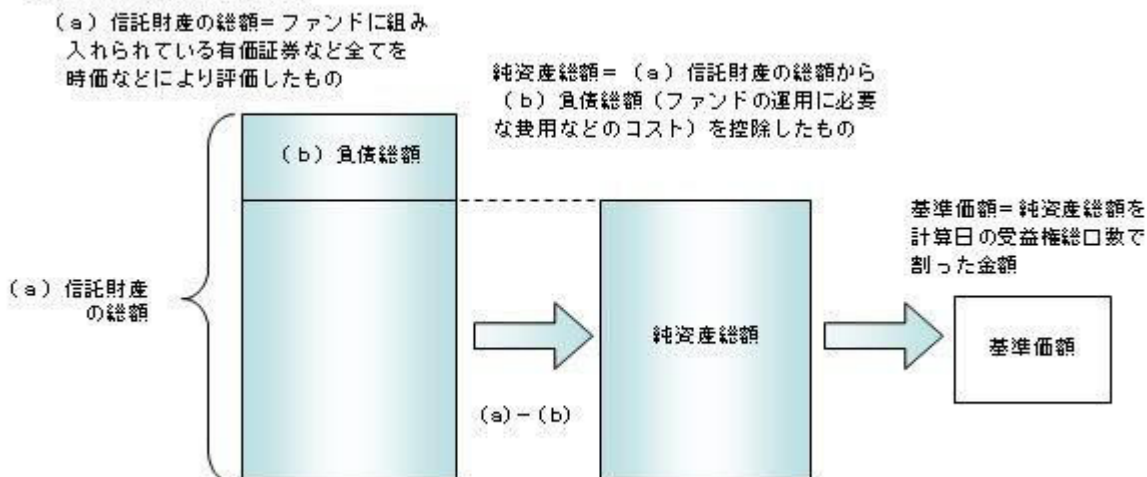 （a）信託財産の総額＝ファンドに組み
入れられている有価証券など全てを
時価などにより評価したもの
純資産総額＝（a）信託財産の総額から
（b）負債総額（ファンドの運用に必要
な費用などのコスト）を控除したもの
（b）負債総額
基準価額＝純資産総額を
計算日の受益権総口数で
割った金額
（a）信託財産
の総額
純資産総額
基準価額
(a)－(b)